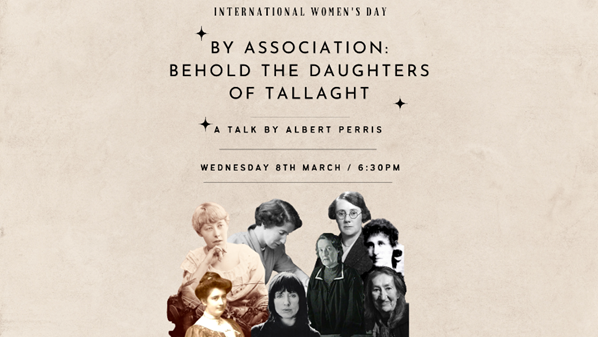 INTERNATIONAL WOMEN'S DAY
BY ASSOCIATION:
BEHOLD THE DAUGHTERS
OF TALLAGHT
A TALK BY ALBERT PERRIS
WEDNESDAY 8TH MARCH / 6:30PM